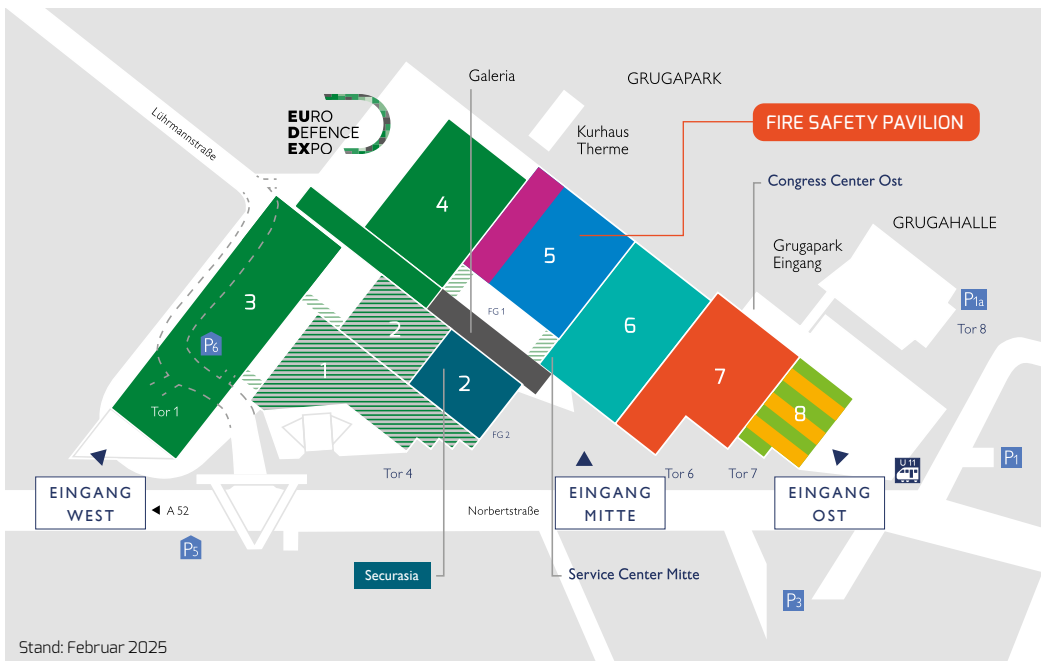 Galeria
GRUGAPARK
Lührmannstraße
EURO
DEFENCE
EXPO
Kurhaus
Therme
FIRE SAFETY PAVILION
Congress Center Ost
GRUGAHALLE
Grugapark
Eingang
4
5
3
6
7
8
2
1
2
FG 1
FG 2
P6
P1a
Tor 8
Tor 1
Tor 4
Tor 6
Tor 7
U 11
P1
EINGANG
WEST
A 52
Norbertstraße
EINGANG
MITTE
EINGANG
OST
P5
Securasia
Service Center Mitte
P3
Stand: Februar 2025